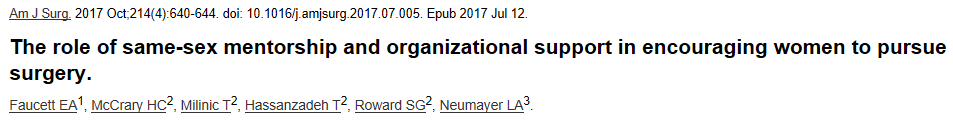 Am J Surg. 2017 Oct;214(4):640-644. doi: 10.1016/j.amjsurg.2017.07.005. Epub 2017 Jul 12.
The role of same-sex mentorship and organizational support in encouraging women to pursue
surgery.
Faucett EA1, McCrary HC2, Milinic T2, Hassanzadeh T2, Roward SG2, Neumayer LA3.